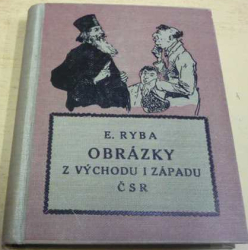 E. RYBA
OBRÁZKY
Z VÝCHODU I ZÁPADU
ČSR